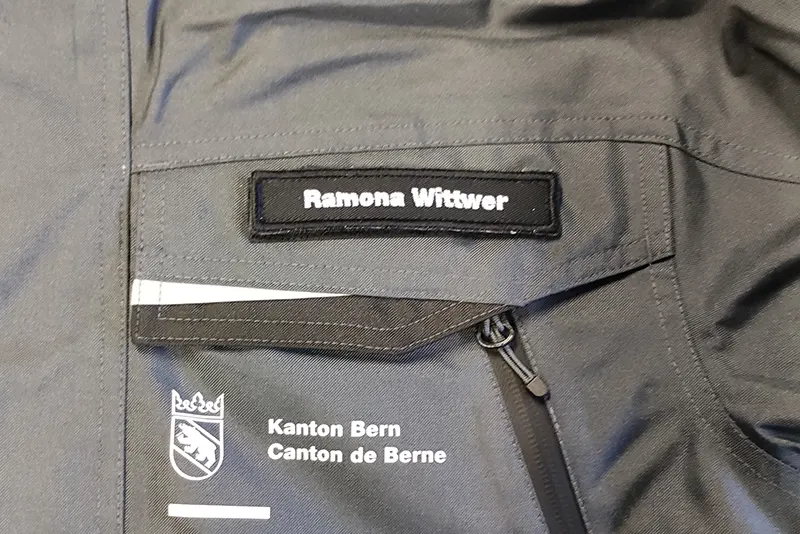 Ramona Wittwer
Kanton Bern
Canton de Berne